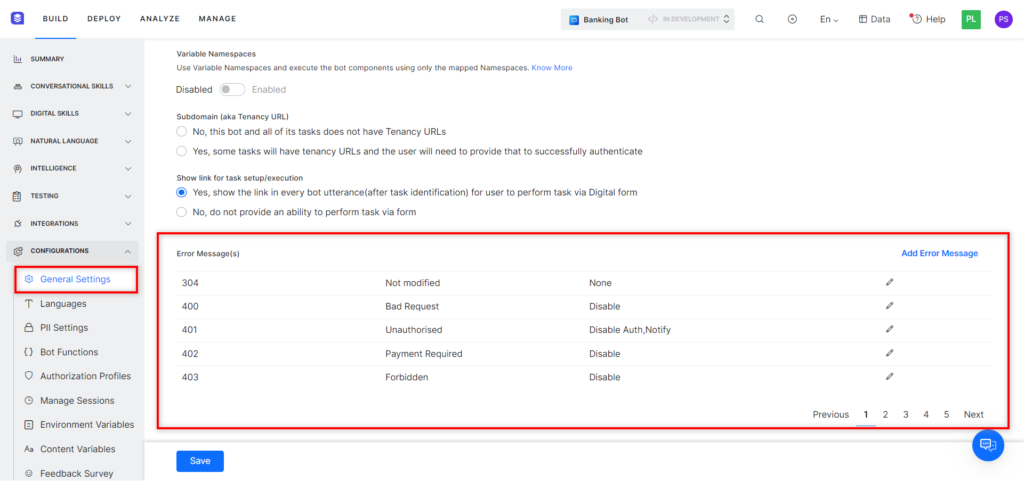 BUILD DEPLOY ANALYZE MANAGE Banking Bot IN DEVELOPMENT En Data Help PL PS
SUMMARY
CONVERSATIONAL SKILLS
DIGITAL SKILLS
NATURAL LANGUAGE
INTELLIGENCE
TESTING
INTEGRATIONS
CONFIGURATIONS
General Settings
Languages
PII Settings
Bot Functions
Authorization Profiles
Manage Sessions
Environment Variables
Aa Content Variables
Feedback Survey
Variable Namespaces
Use Variable Namespaces and execute the bot components using only the mapped Namespaces. Know More
Disabled Enabled
Subdomain (aka Tenancy URL)
No, this bot and all of its tasks does not have Tenancy URLs
Yes, some tasks will have tenancy URLs and the user will need to provide that to successfully authenticate
Show link for task setup/execution
Yes, show the link in every bot utterance(after task identification) for user to perform task via Digital form
No, do not provide an ability to perform task via form
Error Message(s) Add Error Message
304 Not modified None
400 Bad Request Disable
401 Unauthorised Disable Auth,Notify
402 Payment Required Disable
403 Forbidden Disable
Previous 1 2 3 4 5 Next
Save